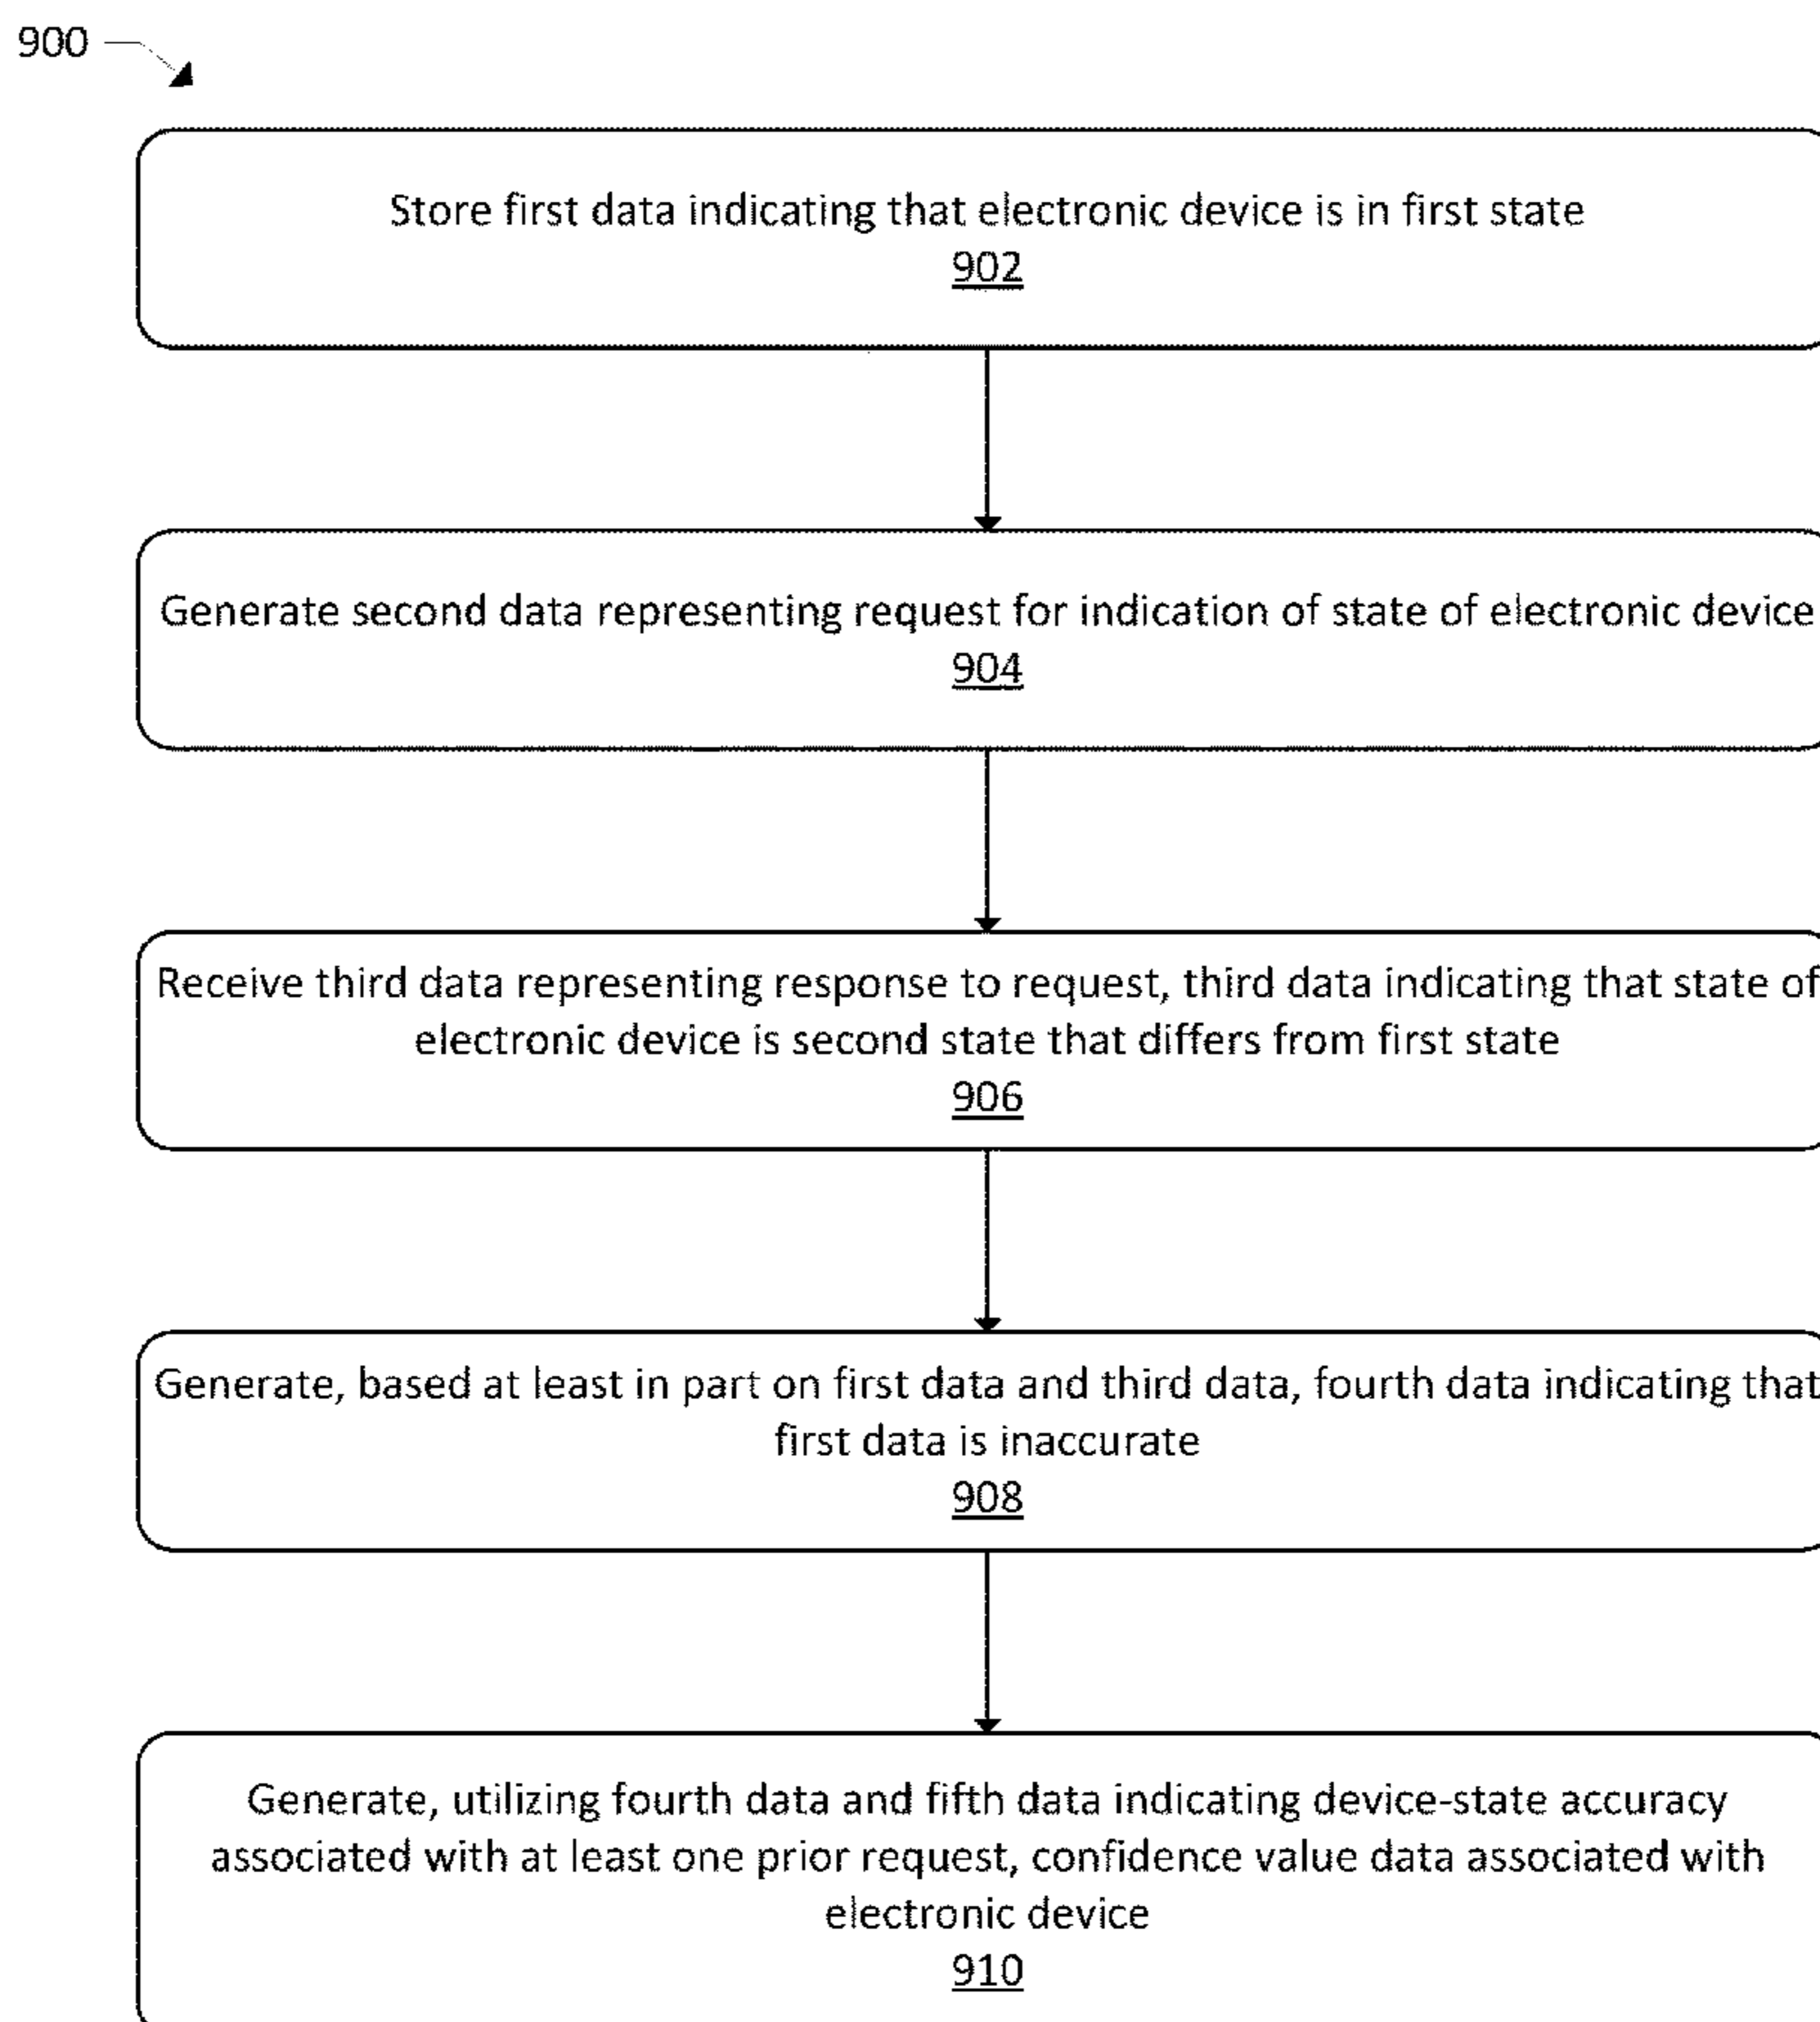 900
Store first data indicating that electronic device is in first state
902
Generate second data representing request for indication of state of electronic device
904
Receive third data representing response to request, third data indicating that state of
electronic device is second state that differs from first state
906
Generate, based at least in part on first data and third data, fourth data indicating that
first data is inaccurate
908
Generate, utilizing fourth data and fifth data indicating device-state accuracy
associated with at least one prior request, confidence value data associated with
electronic device
910